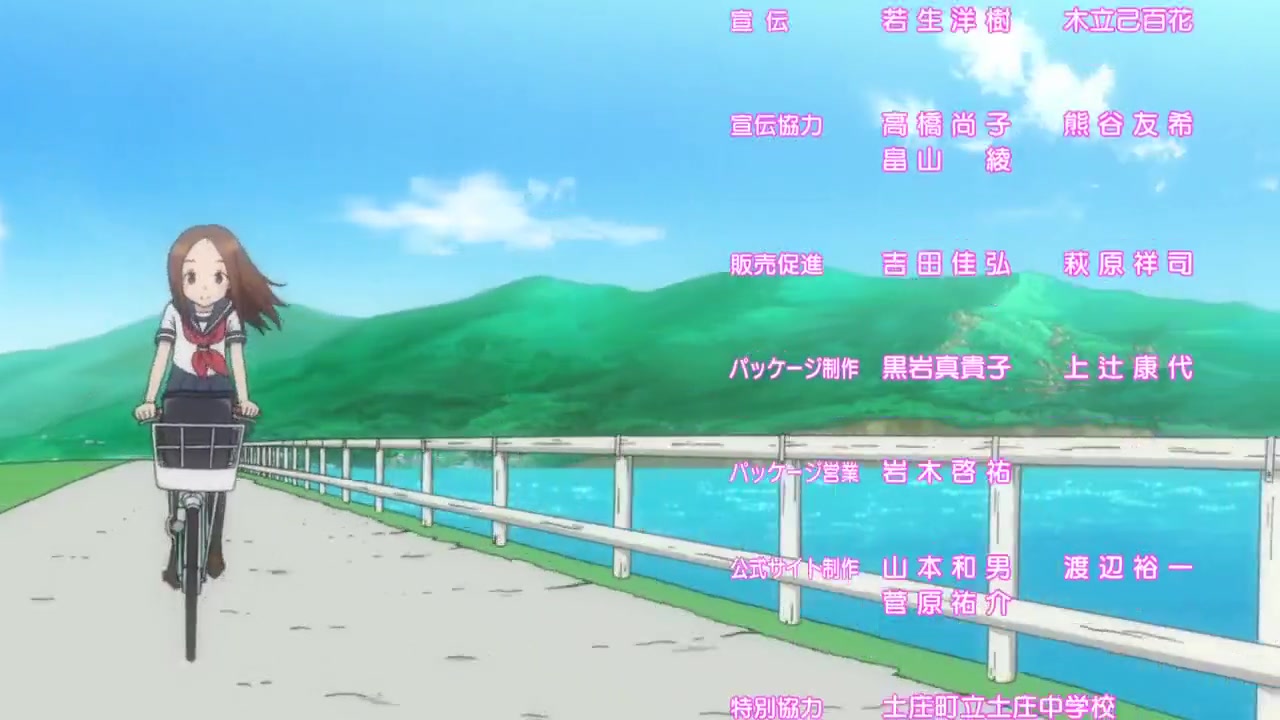 宣伝 若生洋樹 木立己百花
宣伝協力 高橋尚子 熊谷友希
畠山 綾
販売促進 吉田佳弘 萩原祥司
パッケージ制作 黒岩真貴子 上辻康代
パッケージ営業 岩木啓祐
公式サイト制作 山本和男 渡辺裕一
菅原祐介
特別協力 土庄町立土庄中学校